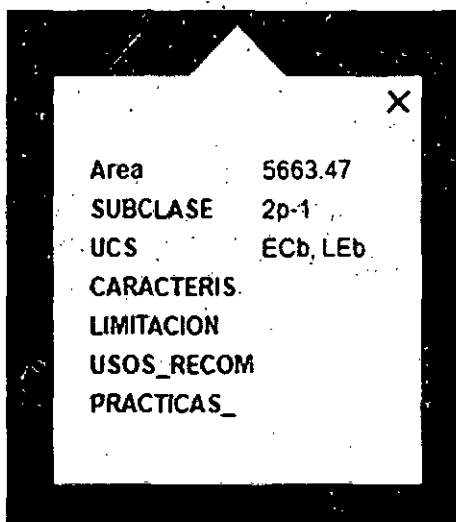 ×
Area 5663.47
SUBCLASE 2p-1
UCS ECb, LEb
CARACTERIS
LIMITACION
USOS_RECOM
PRACTICAS_